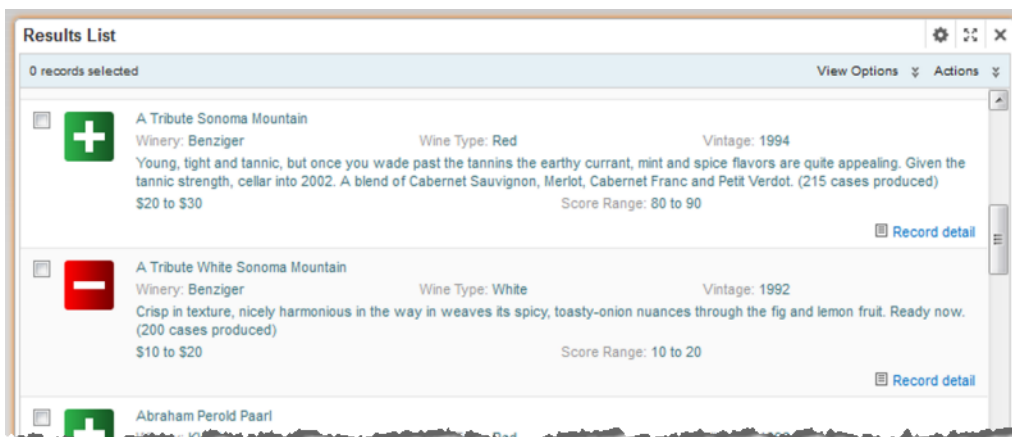 Results List
0 records selected View Options Actions
A Tribute Sonoma Mountain
Winery: Benziger Wine Type: Red Vintage: 1994
Young, tight and tannic, but once you wade past the tannins the earthy currant, mint and spice flavors are quite appealing. Given the
tannic strength, cellar into 2002. A blend of Cabernet Sauvignon, Merlot, Cabernet Franc and Petit Verdot. (215 cases produced)
$20 to $30 Score Range: 80 to 90
Record detail
A Tribute White Sonoma Mountain
Winery: Benziger Wine Type: White Vintage: 1992
Crisp in texture, nicely harmonious in the way in weaves its spicy, toasty-onion nuances through the fig and lemon fruit. Ready now.
(200 cases produced)
$10 to $20 Score Range: 10 to 20
Record detail
Abraham Perold Paarl
Red